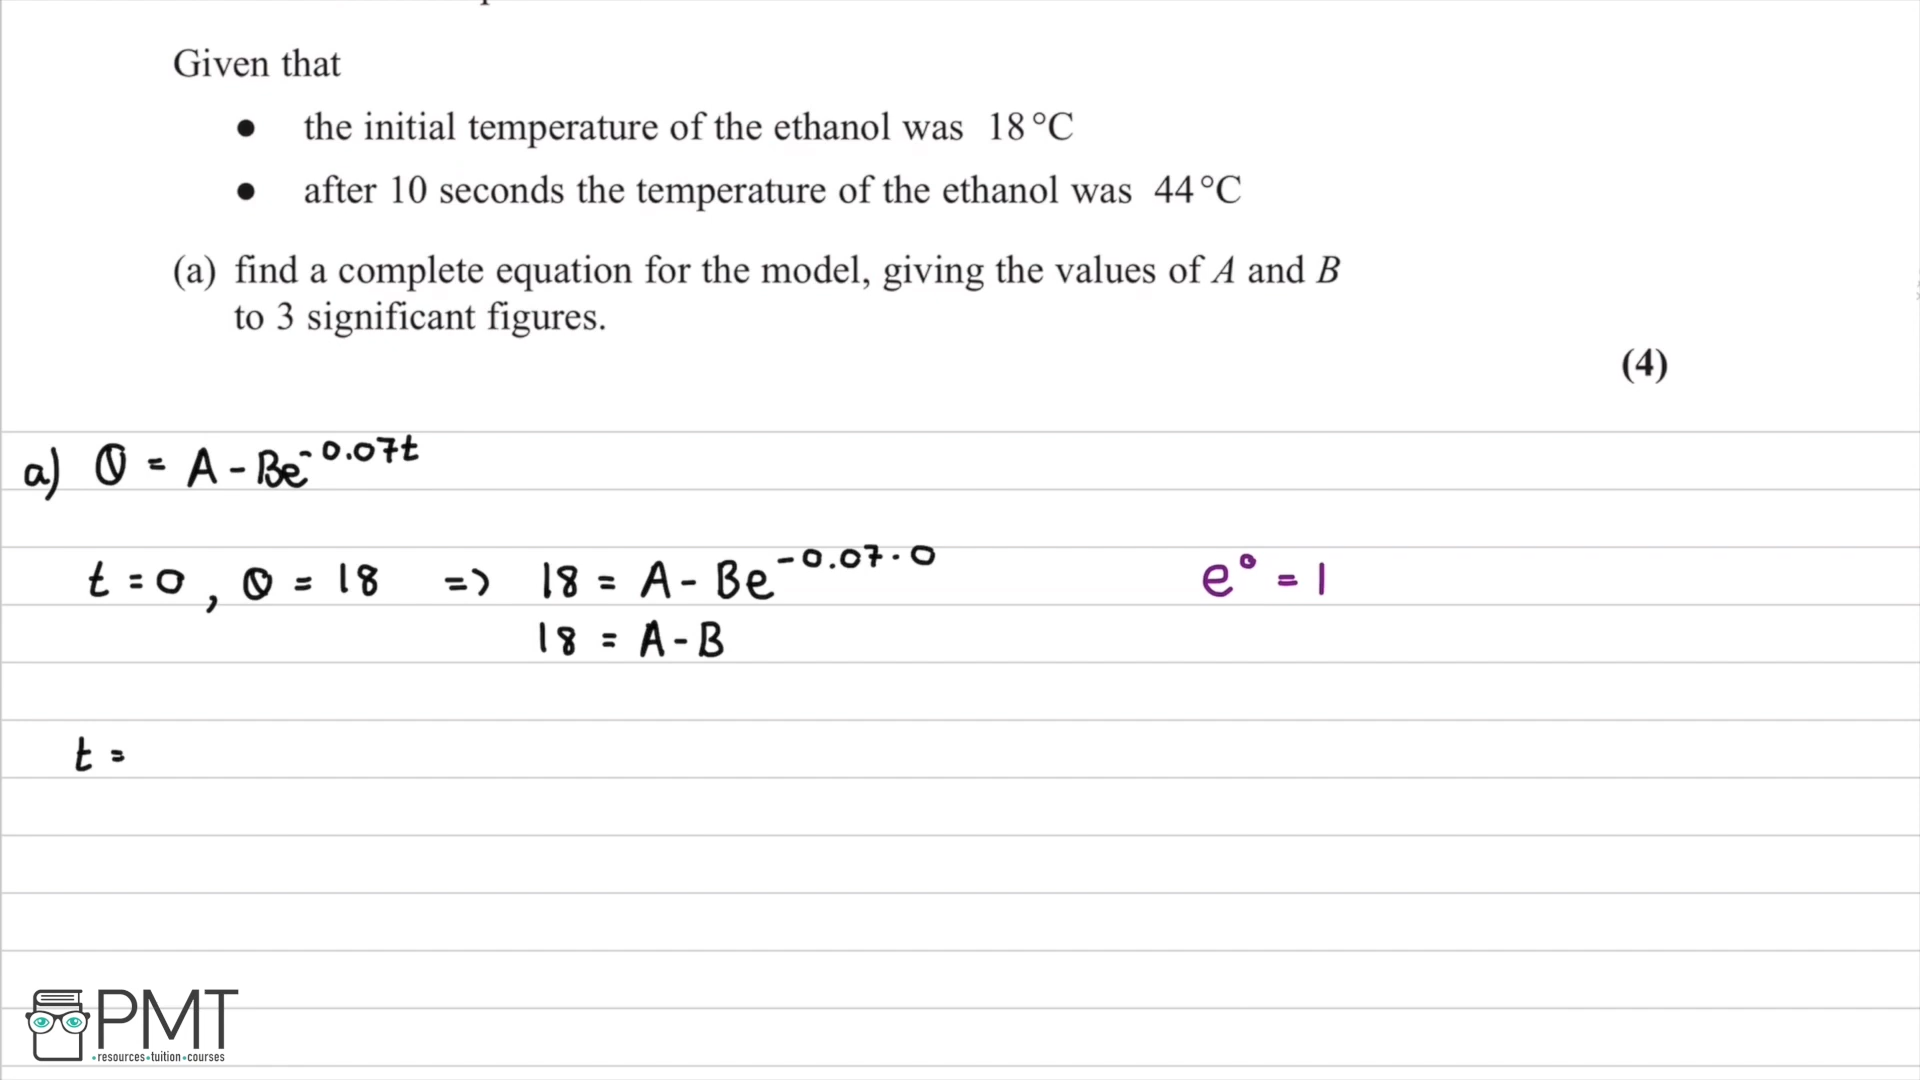 Given that
● the initial temperature of the ethanol was 18°C
● after 10 seconds the temperature of the ethanol was 44°C
(a) find a complete equation for the model, giving the values of A and B
to 3 significant figures.
(4)
a) θ = A - Be^-0.07t
t = 0, θ = 18 => 18 = A - Be^-0.07·0
e^0 = 1
18 = A - B
t =
PMT
•resources•tuition•courses